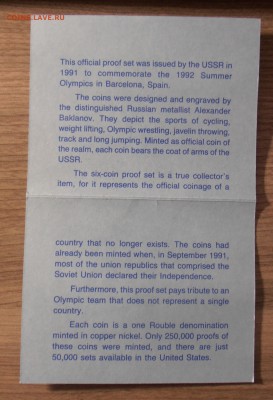 This official proof set was issued by the USSR in
1991 to commemorate the 1992 Summer
Olympics in Barcelona, Spain.
The coins were designed and engraved by
the distinguished Russian metallist Alexander
Baklanov. They depict the sports of cycling,
weight lifting, Olympic wrestling, javelin throwing,
track and long jumping. Minted as official coin of
the realm, each coin bears the coat of arms of the
USSR.
The six-coin proof set is a true collector's
item, for it represents the official coinage of a
country that no longer exists. The coins had
already been minted when, in September 1991,
most of the union republics that comprised the
Soviet Union declared their Independence.
Furthermore, this proof set pays tribute to an
Olympic team that does not represent a single
country.
Each coin is a one Rouble denomination
minted in copper nickel. Only 250,000 proofs
of these coins were minted, and there are just
50,000 sets available in the United States.